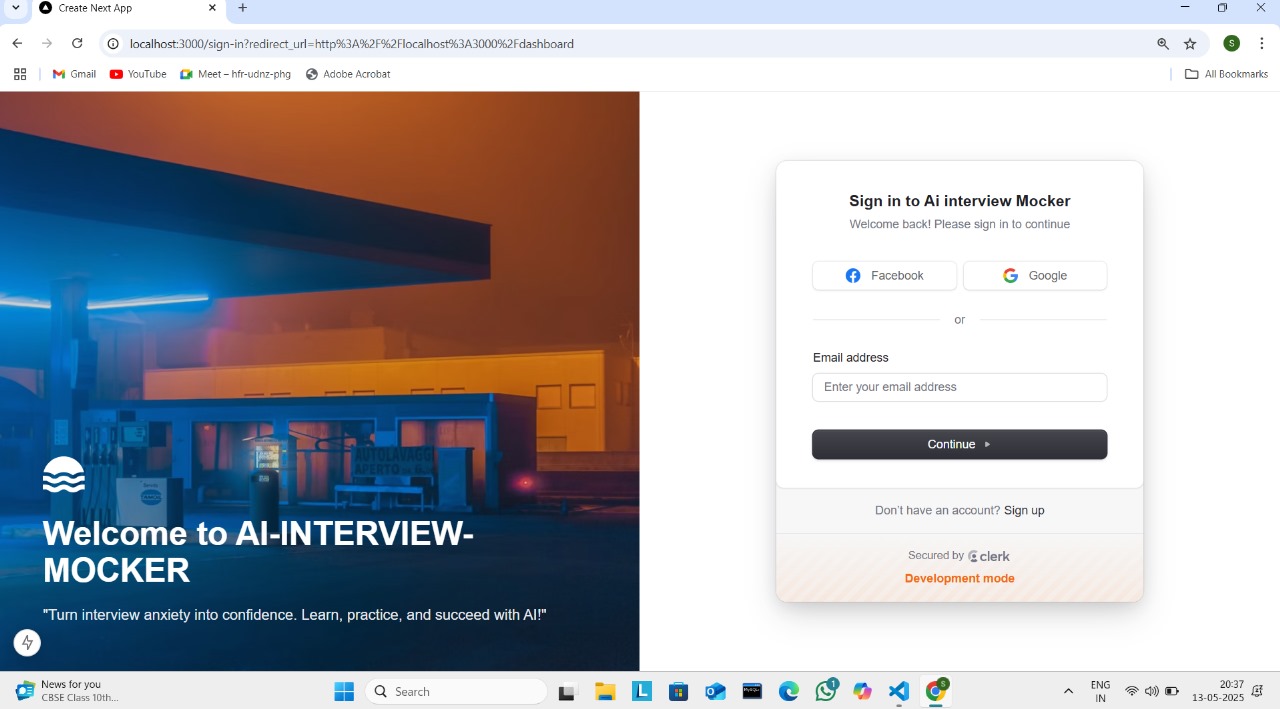 Create Next App
localhost:3000/sign-in?redirect_url=http%3A%2F%2Flocalhost%3A3000%2Fdashboard
S
Gmail
YouTube
Meet – hfr-udnz-phg
Adobe Acrobat
All Bookmarks
AUTOLAVAGGI
APERTO
Welcome to AI-INTERVIEW-
MOCKER
"Turn interview anxiety into confidence. Learn, practice, and succeed with AI!"
Sign in to Ai interview Mocker
Welcome back! Please sign in to continue
Facebook
Google
or
Email address
Enter your email address
Continue
Don't have an account? Sign up
Secured by clerk
Development mode
News for you
CBSE Class 10th...
Search
L
MySQL
1
S
ENG
IN
20:37
13-05-2025